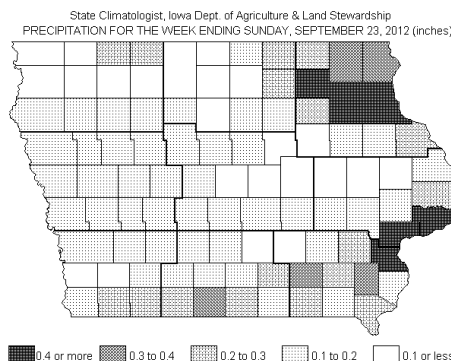 State Climatologist, Iowa Dept. of Agriculture & Land Stewardship
PRECIPITATION FOR THE WEEK ENDING SUNDAY, SEPTEMBER 23, 2012 (inches)
0.4 or more 0.3 to 0.4 0.2 to 0.3 0.1 to 0.2 0.1 or less